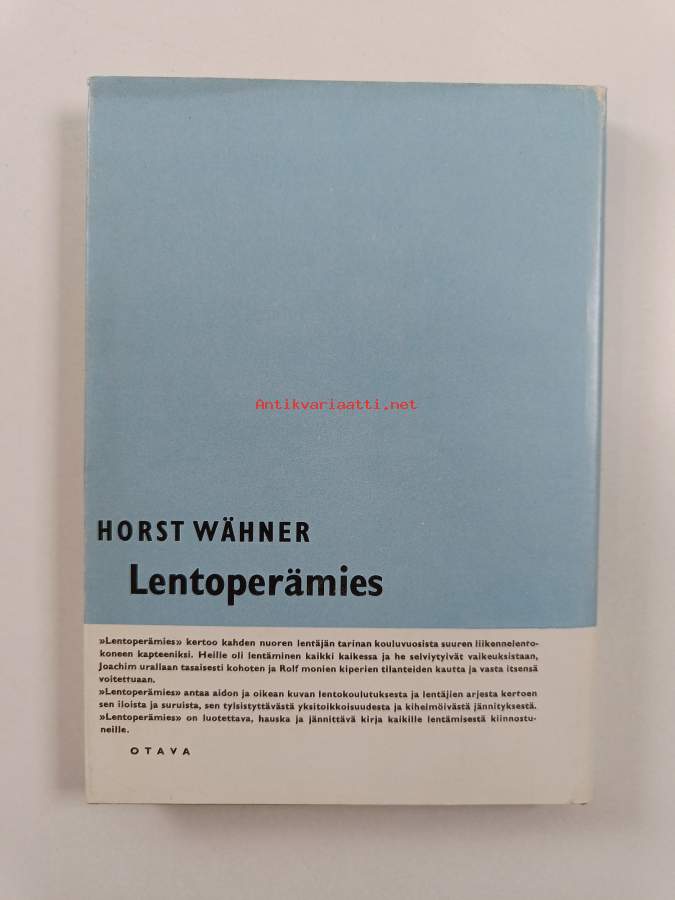 Antikvariaatti.net
HORST WÄHNER
Lentoperämies
»Lentoperämies» kertoo kahden nuoren lentäjän tarinan kouluvuosista suuren liikennelento-
koneen kapteeniksi. Heille oli lentäminen kaikki kaikessa ja he selviytyivät vaikeuksistaan,
Joachim urallaan tasaisesti kohoten ja Rolf monien kiperien tilanteiden kautta ja vasta itsensä
voitettuaan.
»Lentoperämies» antaa aidon ja oikean kuvan lentokoulutuksesta ja lentäjien arjesta kertoen
sen iloista ja suruista, sen tylsistyttävästä yksitoikkoisuudesta ja kihelmöivästä jännityksestä.
»Lentoperämies» on luotettava, hauska ja jännittävä kirja kaikille lentämisestä kiinnostu-
neille.
OTAVA